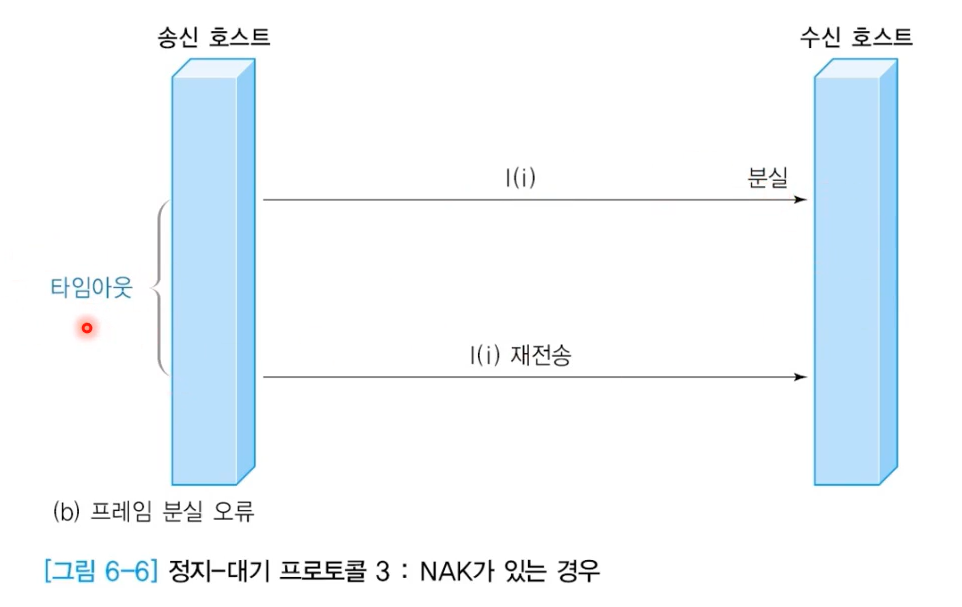 송신 호스트
수신 호스트
I(i)
분실
타임아웃
I(i) 재전송
(b) 프레임 분실 오류
[그림 6-6] 정지-대기 프로토콜 3 : NAK가 있는 경우